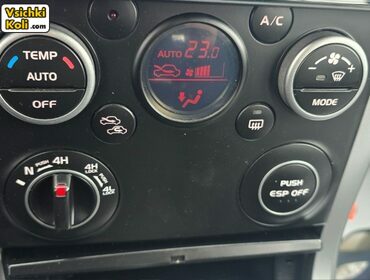 Vsichki
Koli .com
A/C
TEMP
AUTO
OFF
AUTO 23.0
MODE
PUSH
N
4H
4H
LOCK
PUSH
4L
LOCK
PUSH
ESP OFF